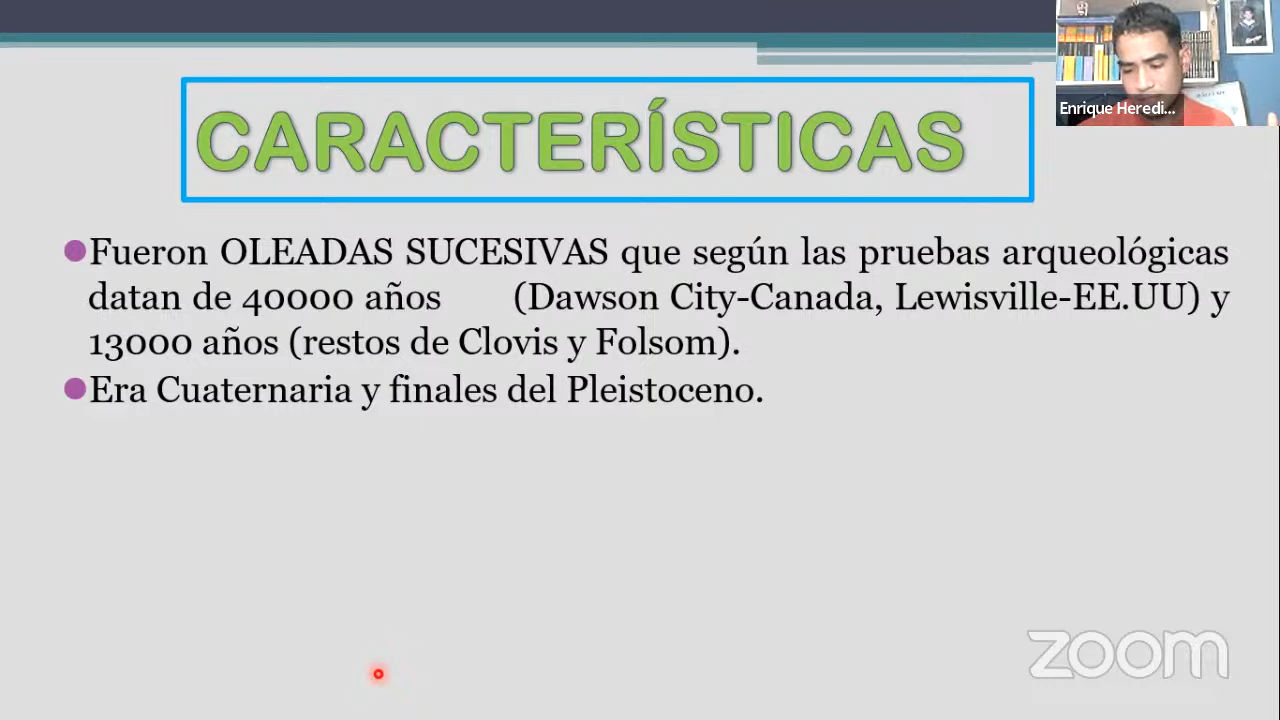 CARACTERÍSTICAS
Enrique Heredi...
Fueron OLEADAS SUCESIVAS que según las pruebas arqueológicas
datan de 40000 años (Dawson City-Canada, Lewisville-EE.UU) y
13000 años (restos de Clovis y Folsom).
Era Cuaternaria y finales del Pleistoceno.
zoom